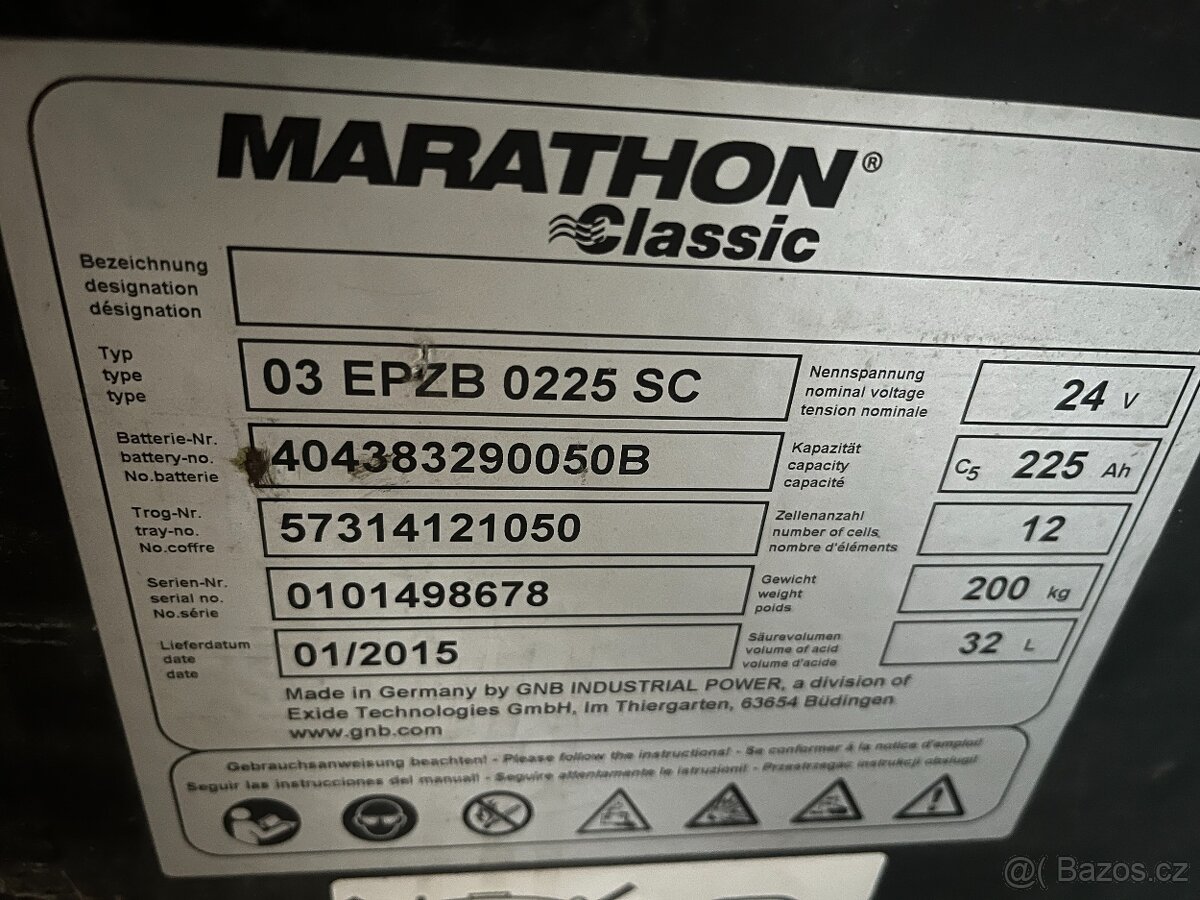 MARATHON®
Classic
Bezeichnung
designation
désignation
Typ
type
type
03 EPZB 0225 SC
Nennspannung
nominal voltage
tension nominale
24 V
Batterie-Nr.
battery-no.
No.batterie
404383290050B
Kapazität
capacity
capacité
C5 225 Ah
Trog-Nr.
tray-no.
No.coffre
57314121050
Zellenanzahl
number of cells
nombre d'éléments
12
Serien-Nr.
serial no.
No.série
0101498678
Gewicht
weight
poids
200 kg
Lieferdatum
date
date
01/2015
Säurevolumen
volume of acid
volume d'acide
32 L
Made in Germany by GNB INDUSTRIAL POWER, a division of
Exide Technologies GmbH, Im Thiergarten, 63654 Büdingen
www.gnb.com
Gebrauchsanweisung beachten! - Please follow the instructions! - Se conformer à la notice d'emploi!
Seguir las instrucciones del manual! - Seguire attentamente le istruzioni! - Przestrzegac instrukcji obslugi!
@( Bazos.cz